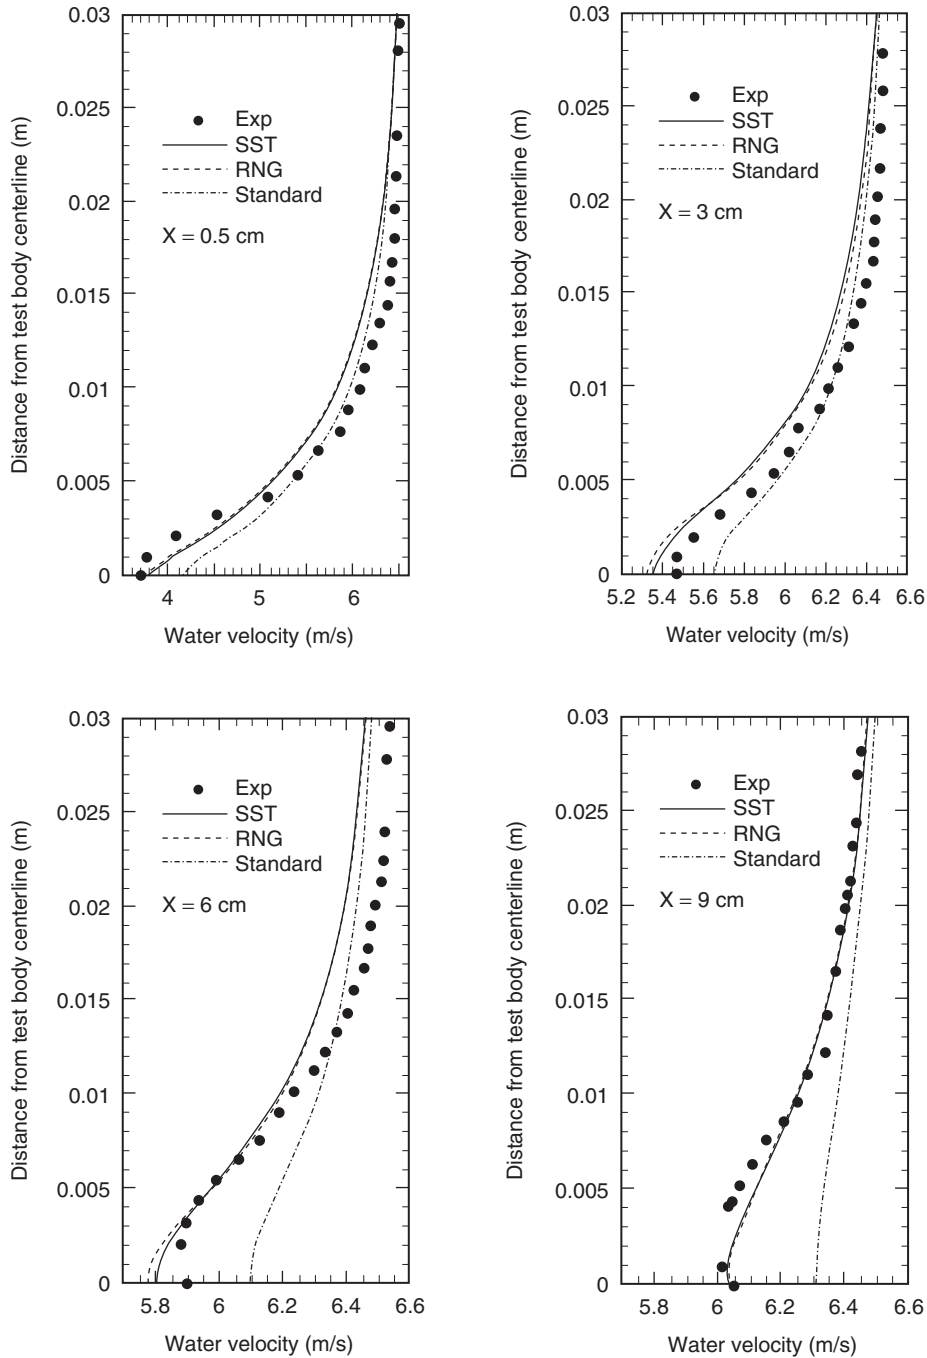 0.03
0.025
0.02
0.015
0.01
0.005
0
Distance from test body centerline (m)
Exp
SST
RNG
Standard
X = 0.5 cm
4 5 6
Water velocity (m/s)
0.03
0.025
0.02
0.015
0.01
0.005
0
Distance from test body centerline (m)
Exp
SST
RNG
Standard
X = 3 cm
5.2 5.4 5.6 5.8 6 6.2 6.4 6.6
Water velocity (m/s)
0.03
0.025
0.02
0.015
0.01
0.005
0
Distance from test body centerline (m)
Exp
SST
RNG
Standard
X = 6 cm
5.8 6 6.2 6.4 6.6
Water velocity (m/s)
0.03
0.025
0.02
0.015
0.01
0.005
0
Distance from test body centerline (m)
Exp
SST
RNG
Standard
X = 9 cm
5.8 6 6.2 6.4 6.6
Water velocity (m/s)